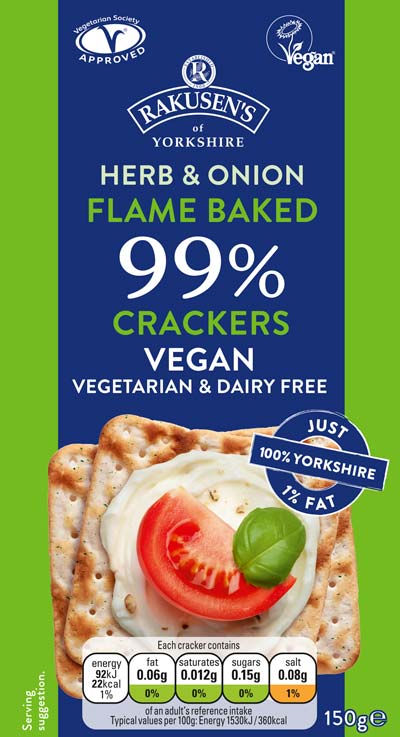 Vegetarian Society
APPROVED
Vegan
R
RAKUSEN'S
of
YORKSHIRE
HERB & ONION
FLAME BAKED
99%
CRACKERS
VEGAN
VEGETARIAN & DAIRY FREE
JUST
100% YORKSHIRE
1% FAT
Each cracker contains
energy fat saturates sugars salt
92kJ 0.06g 0.012g 0.15g 0.08g
22kcal
1% 0% 0% 0% 1%
of an adult's reference intake
Typical values per 100g: Energy 1530kJ / 360kcal
Serving
suggestion.
150g e